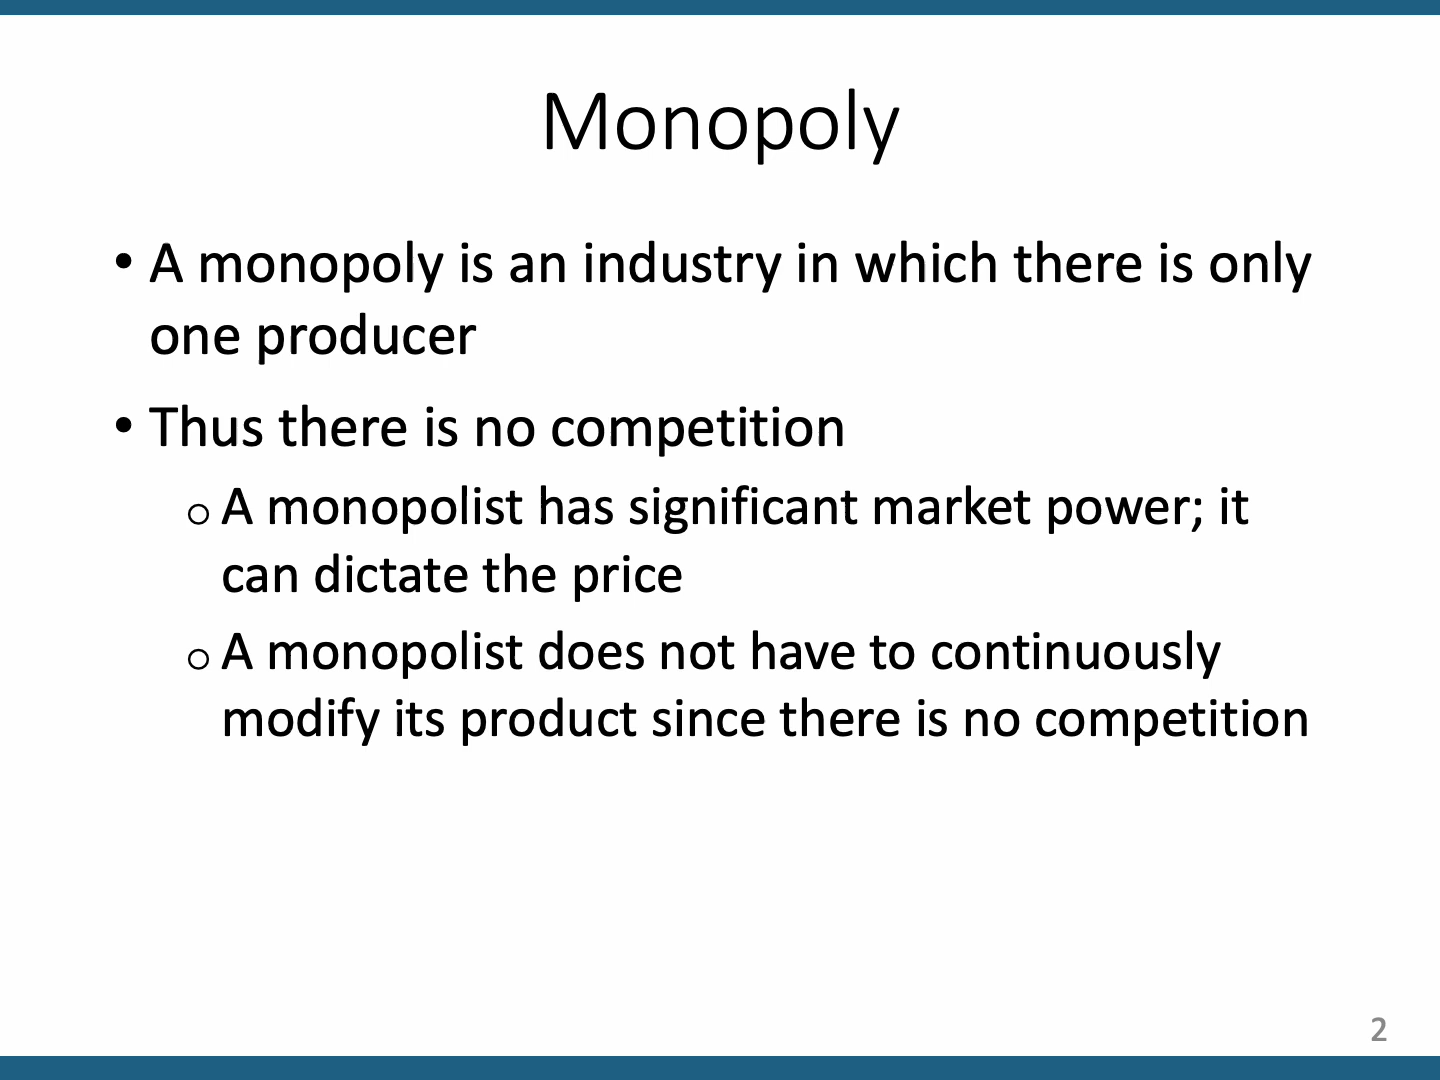 Monopoly
• A monopoly is an industry in which there is only
one producer
• Thus there is no competition
o A monopolist has significant market power; it
can dictate the price
o A monopolist does not have to continuously
modify its product since there is no competition
2